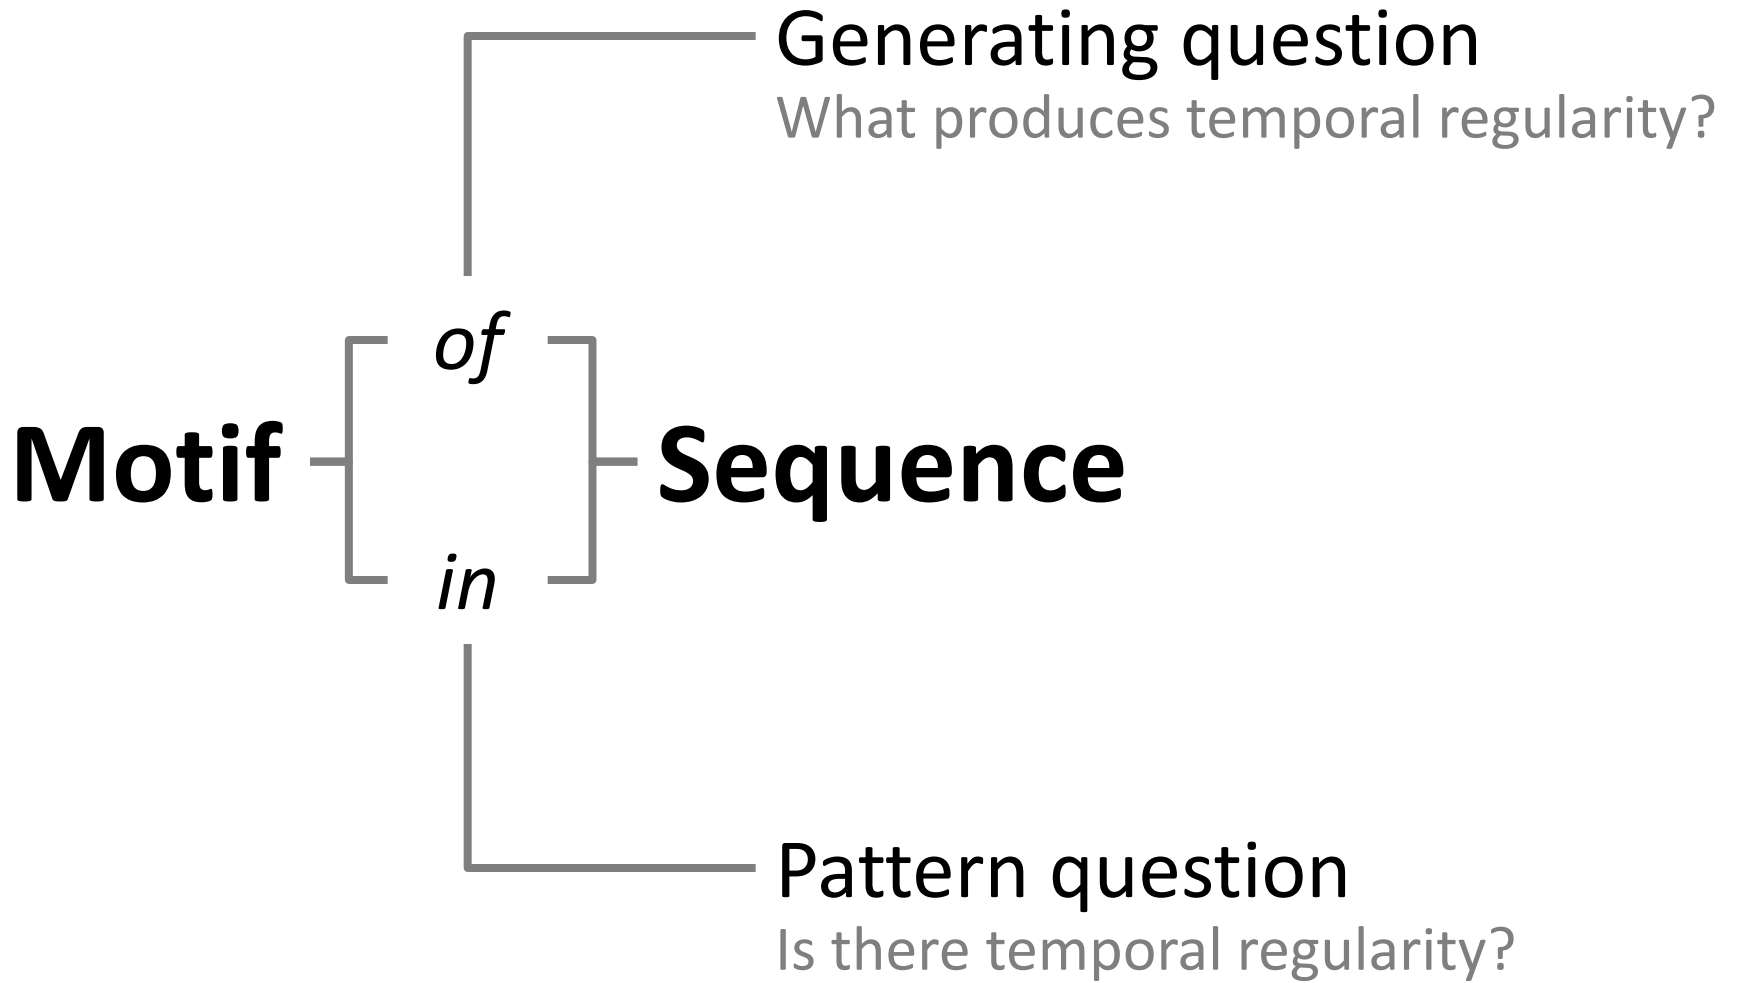 Generating question
What produces temporal regularity?
of
Motif
Sequence
in
Pattern question
Is there temporal regularity?